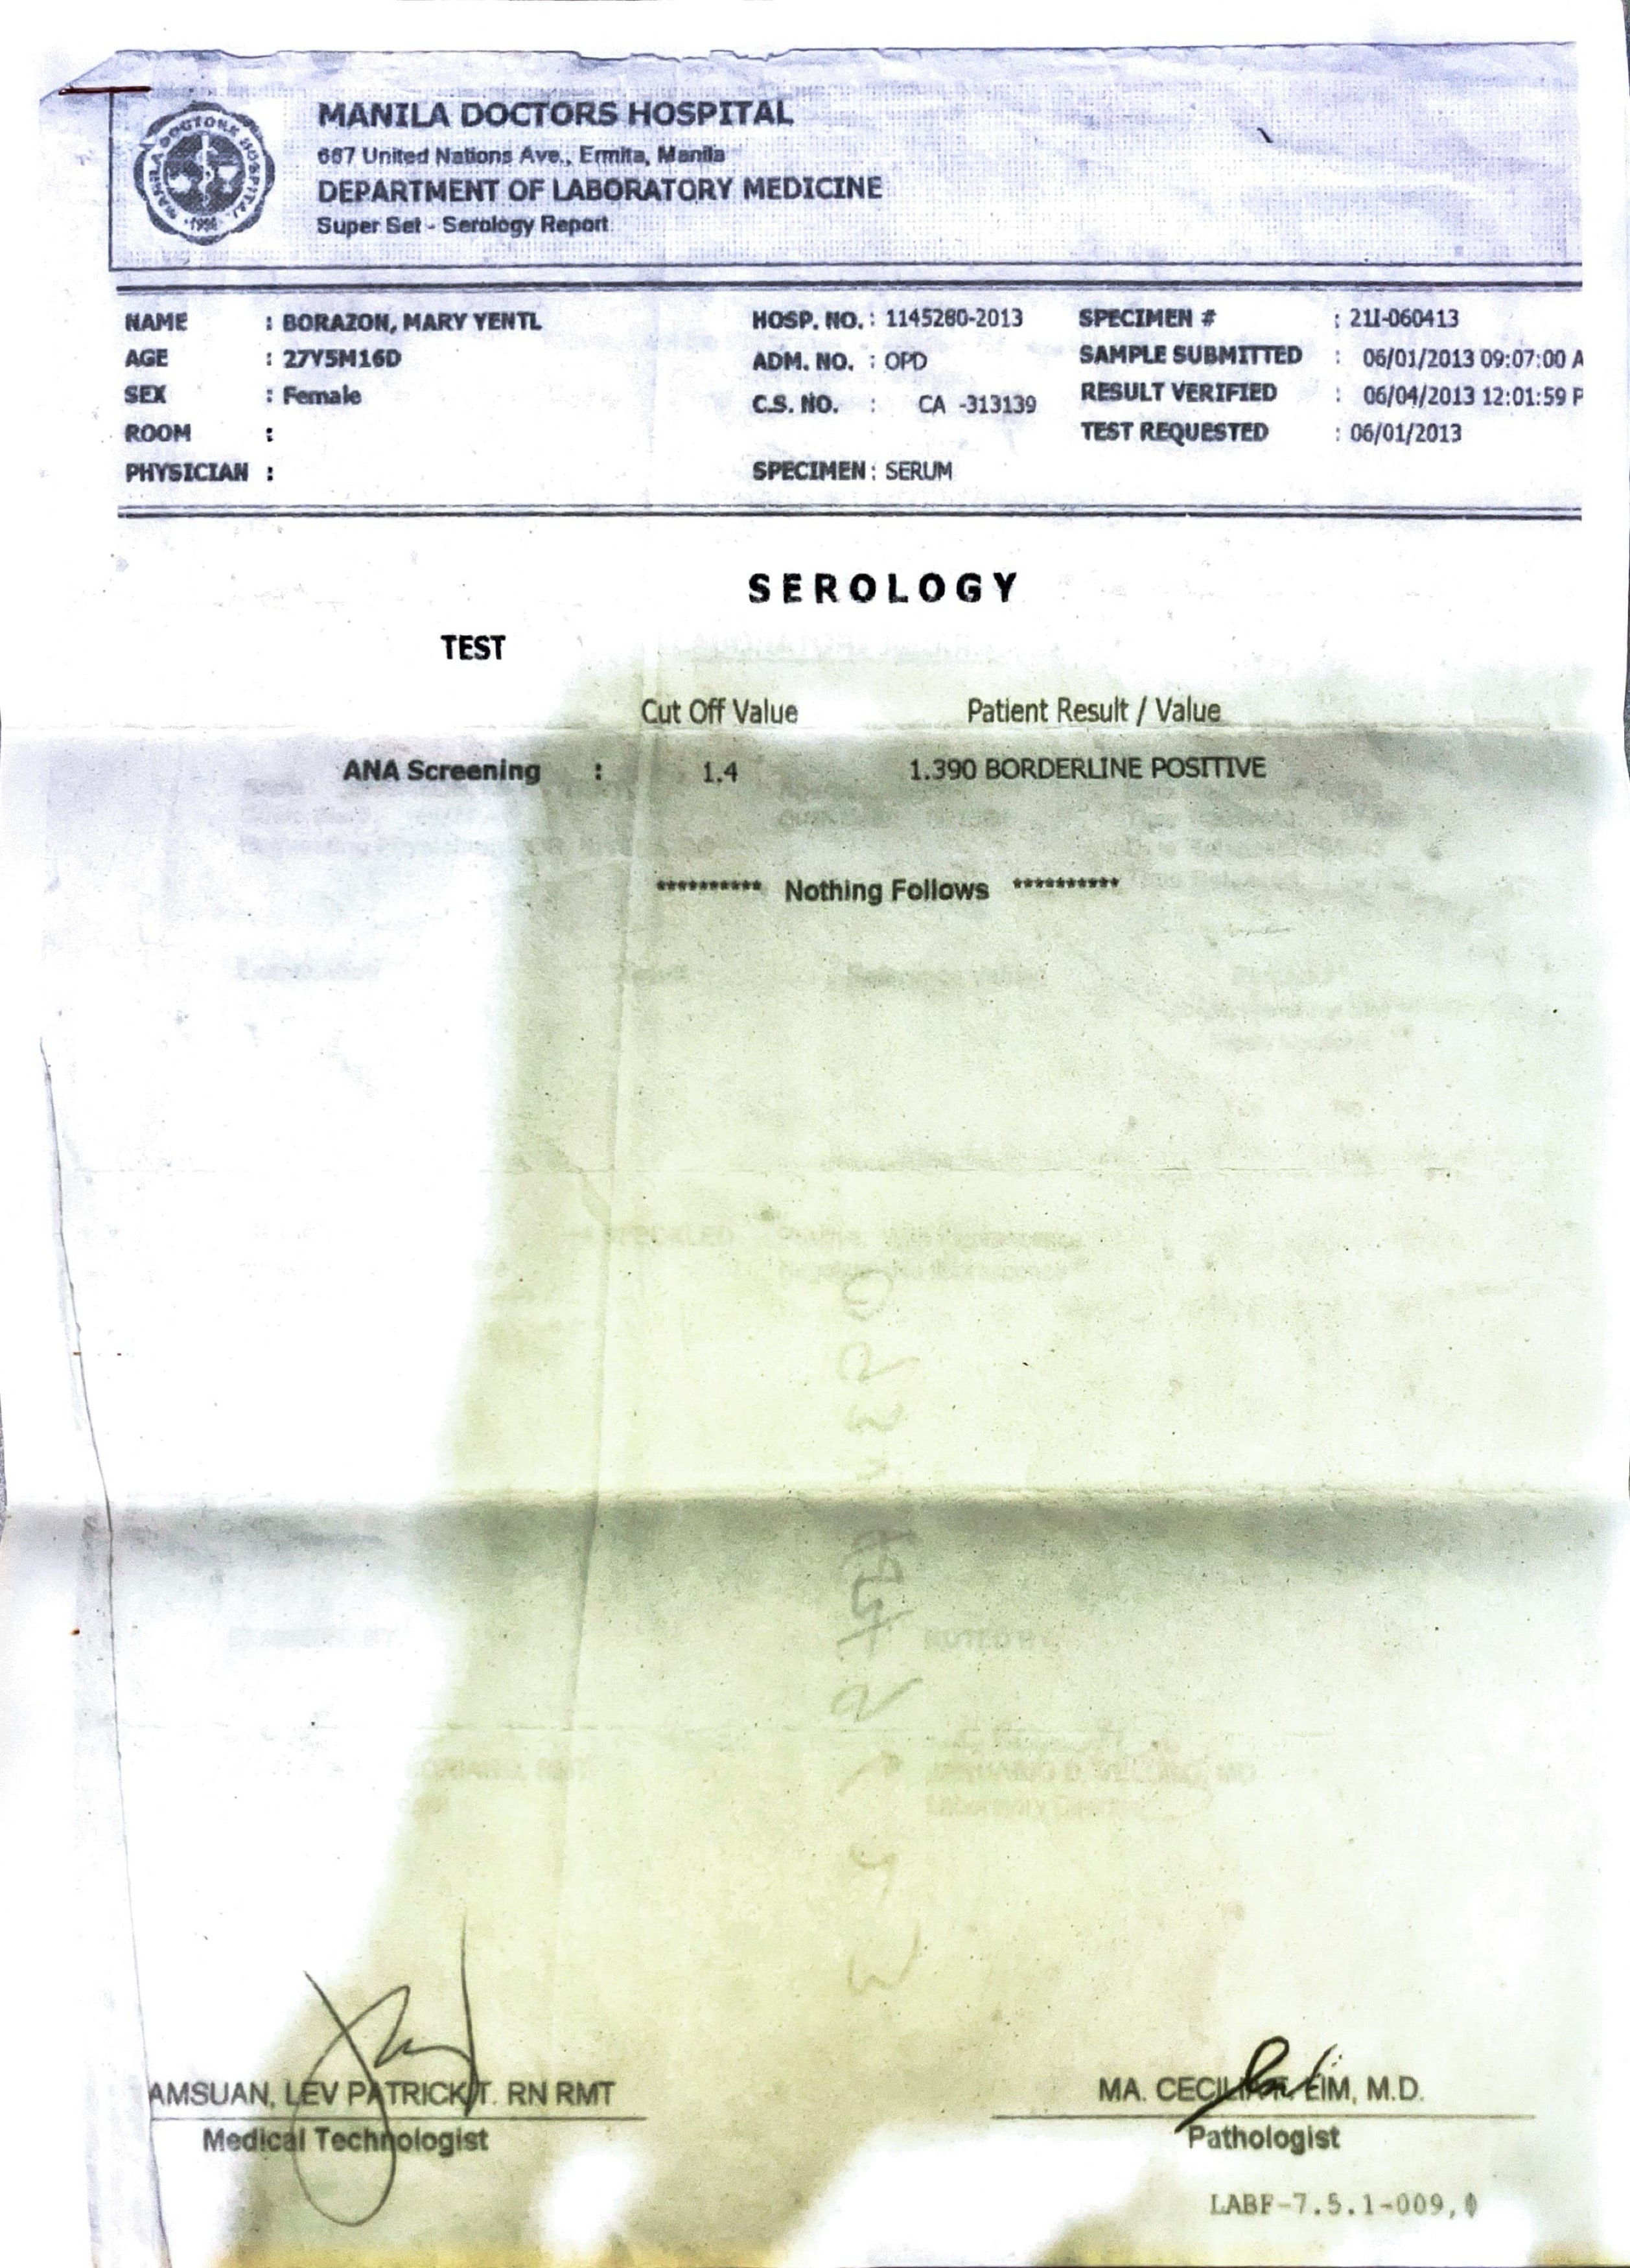 MANILA DOCTORS HOSPITAL
667 United Nations Ave., Ermita, Manila
DEPARTMENT OF LABORATORY MEDICINE
Super Set - Serology Report
MANILA DOCTORS HOSPITAL
NAME : BORAZON, MARY YENTL HOSP. NO. : 1145280-2013 SPECIMEN # : 21I-060413
AGE : 27Y5M16D ADM. NO. : OPD SAMPLE SUBMITTED : 06/01/2013 09:07:00 A
SEX : Female C.S. NO. : CA -313139 RESULT VERIFIED : 06/04/2013 12:01:59 P
ROOM : TEST REQUESTED : 06/01/2013
PHYSICIAN : SPECIMEN : SERUM
SEROLOGY
TEST
Cut Off Value Patient Result / Value
ANA Screening : 1.4 1.390 BORDERLINE POSITIVE
********** Nothing Follows **********
AMSUAN, LEV PATRICK T. RN RMT MA. CECILIA LIM, M.D.
Medical Technologist Pathologist
LABF-7.5.1-009,